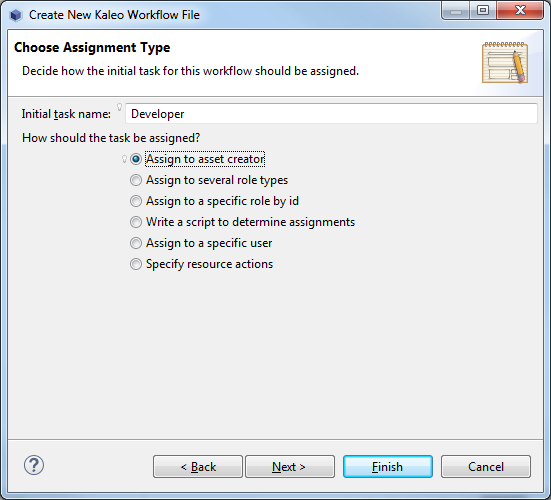 Create New Kaleo Workflow File
Choose Assignment Type
Decide how the initial task for this workflow should be assigned.
Initial task name: Developer
How should the task be assigned?
Assign to asset creator
Assign to several role types
Assign to a specific role by id
Write a script to determine assignments
Assign to a specific user
Specify resource actions
? < Back Next > Finish Cancel